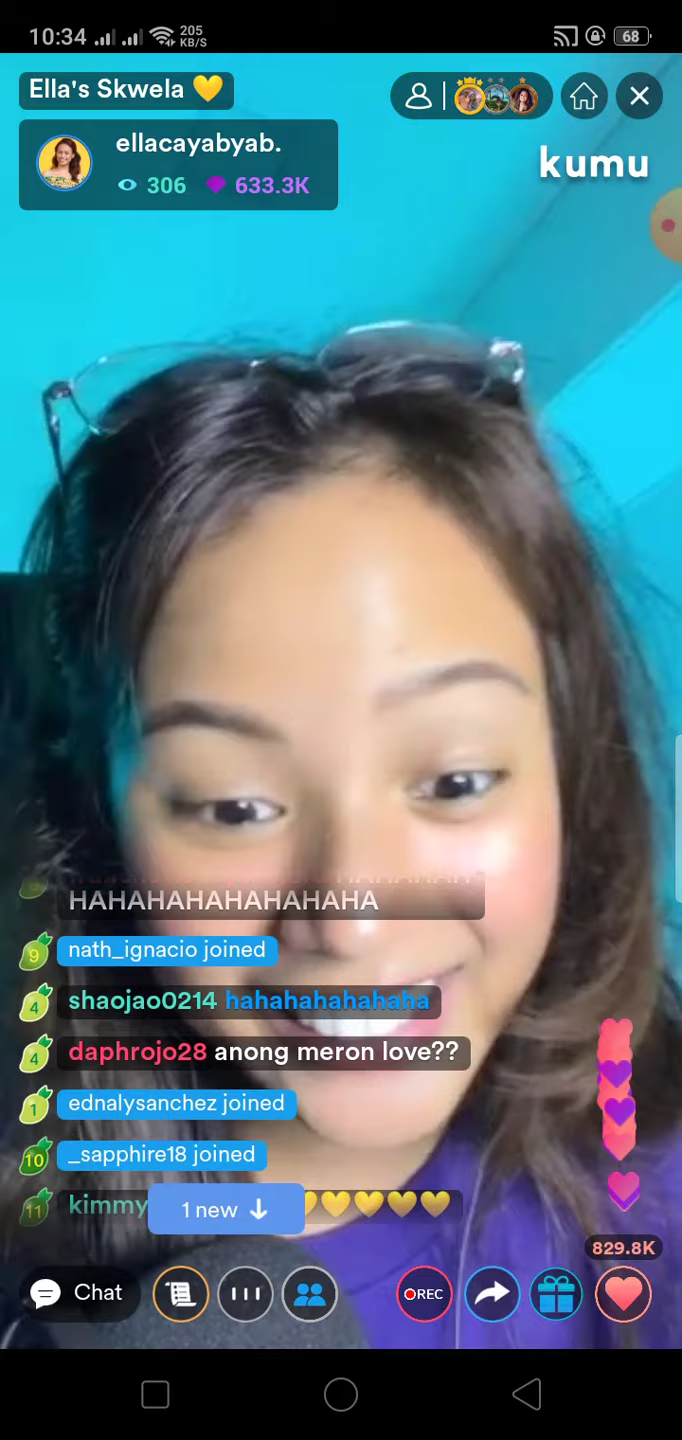 10:34
205
KB/S
68
Ella's Skwela 💛
ellacayabyab.
306 633.3K
kumu
HAHAHAHAHAHAHAHA
9 nath_ignacio joined
4 shaojao0214 hahahahahahaha
4 daphrojo28 anong meron love??
1 ednalysanchez joined
10 _sapphire18 joined
11 kimmy 💛💛💛💛💛
1 new ↓
829.8K
Chat
REC